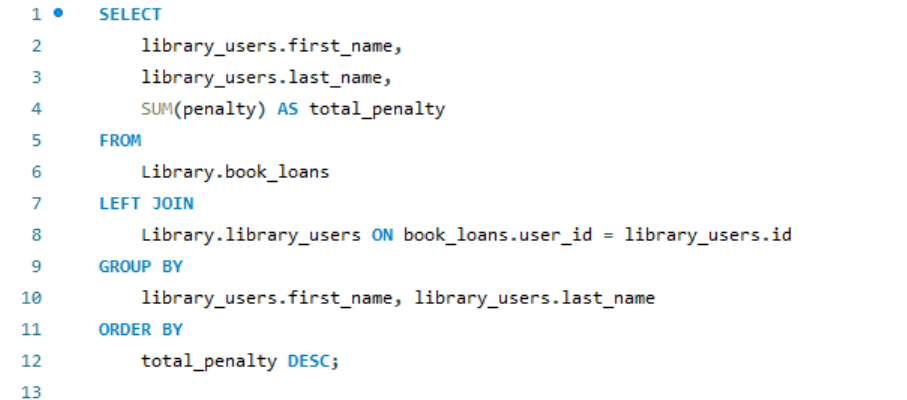 1 SELECT
2 library_users.first_name,
3 library_users.last_name,
4 SUM(penalty) AS total_penalty
5 FROM
6 Library.book_loans
7 LEFT JOIN
8 Library.library_users ON book_loans.user_id = library_users.id
9 GROUP BY
10 library_users.first_name, library_users.last_name
11 ORDER BY
12 total_penalty DESC;
13